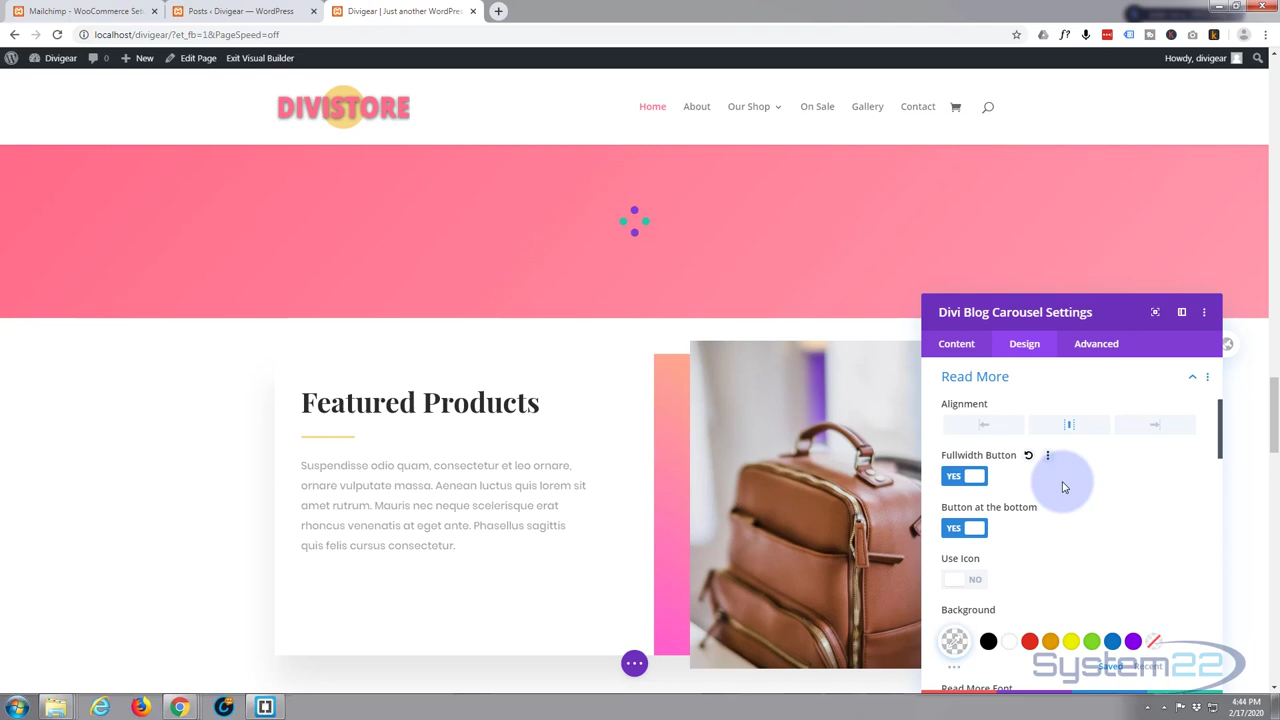 Mailchimp - WooCommerce Set
Posts ‹ Divigear — WordPress
Divigear | Just another WordPres
localhost/divigear/?et_fb=1&PageSpeed=off
Divigear 0 New Edit Page Exit Visual Builder Howdy, divigear
DIVISTORE
Home About Our Shop On Sale Gallery Contact
Divi Blog Carousel Settings
Content Design Advanced
Read More
Alignment
Fullwidth Button
YES
Button at the bottom
YES
Use Icon
NO
Background
Saved Recent
Read More Font
Featured Products
Suspendisse odio quam, consectetur et leo ornare,
ornare vulputate massa. Aenean luctus quis lorem sit
amet rutrum. Mauris nec neque scelerisque erat
rhoncus venenatis at eget ante. Phasellus sagittis
quis felis cursus consectetur.
System22
4:44 PM
2/17/2020